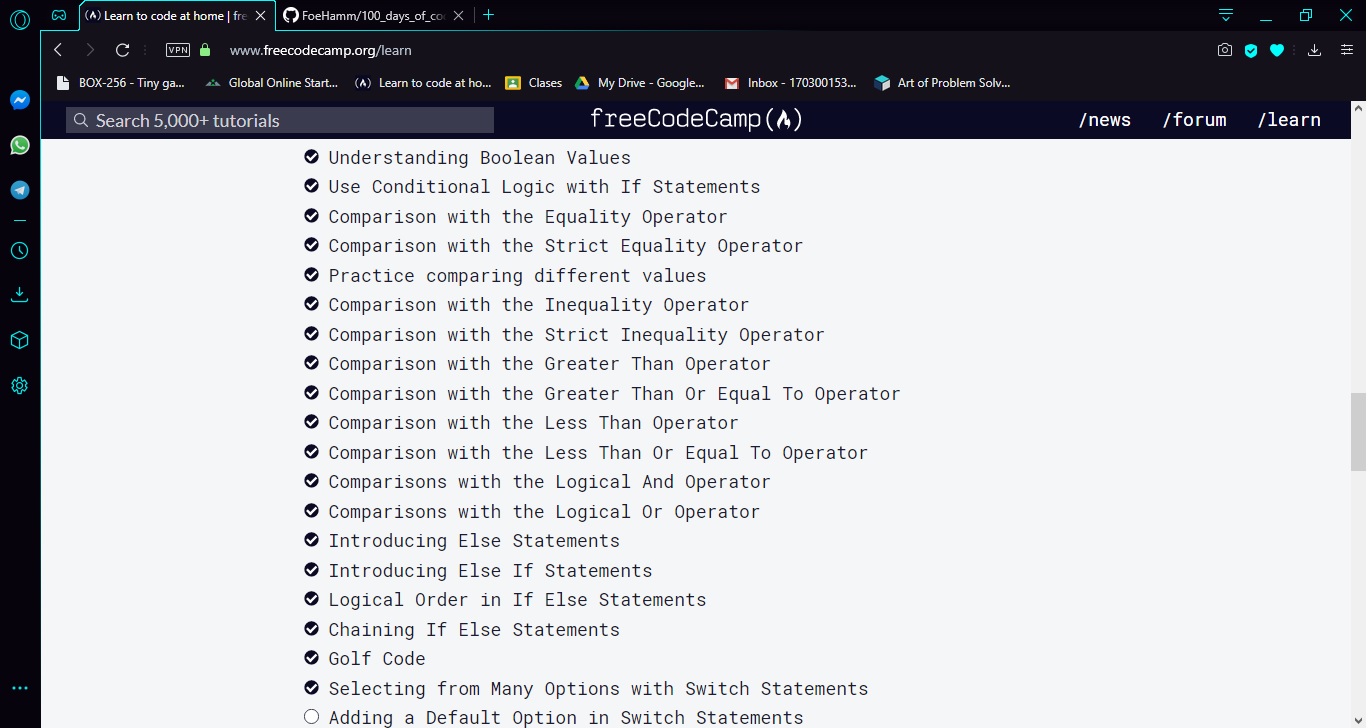 Learn to code at home | fre
FoeHamm/100_days_of_co
VPN
www.freecodecamp.org/learn
BOX-256 - Tiny ga...
Global Online Start...
Learn to code at ho...
Clases
My Drive - Google...
Inbox - 170300153...
Art of Problem Solv...
Search 5,000+ tutorials
freeCodeCamp
/news
/forum
/learn
Understanding Boolean Values
Use Conditional Logic with If Statements
Comparison with the Equality Operator
Comparison with the Strict Equality Operator
Practice comparing different values
Comparison with the Inequality Operator
Comparison with the Strict Inequality Operator
Comparison with the Greater Than Operator
Comparison with the Greater Than Or Equal To Operator
Comparison with the Less Than Operator
Comparison with the Less Than Or Equal To Operator
Comparisons with the Logical And Operator
Comparisons with the Logical Or Operator
Introducing Else Statements
Introducing Else If Statements
Logical Order in If Else Statements
Chaining If Else Statements
Golf Code
Selecting from Many Options with Switch Statements
Adding a Default Option in Switch Statements